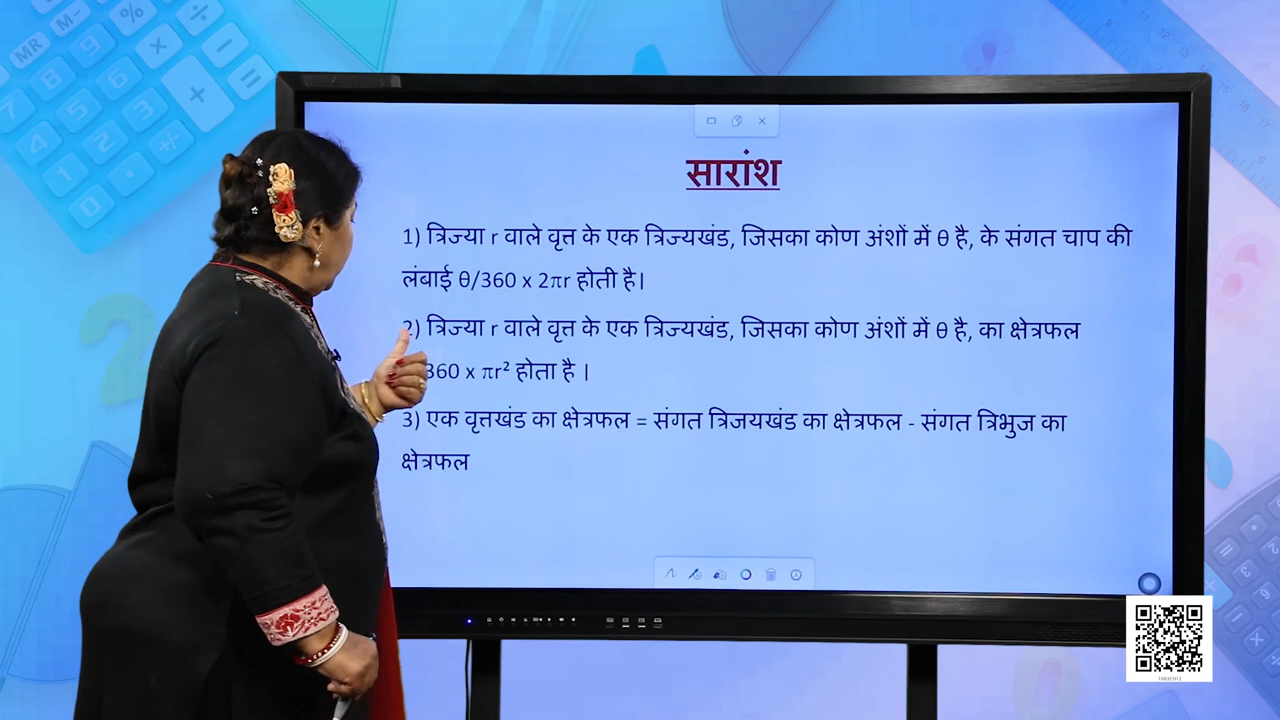 सारांश
1) त्रिज्या r वाले वृत्त के एक त्रिज्यखंड, जिसका कोण अंशों में θ है, के संगत चाप की
लंबाई θ/360 x 2πr होती है।
2) त्रिज्या r वाले वृत्त के एक त्रिज्यखंड, जिसका कोण अंशों में θ है, का क्षेत्रफल
360 x πr² होता है ।
3) एक वृत्तखंड का क्षेत्रफल = संगत त्रिजयखंड का क्षेत्रफल - संगत त्रिभुज का
क्षेत्रफल